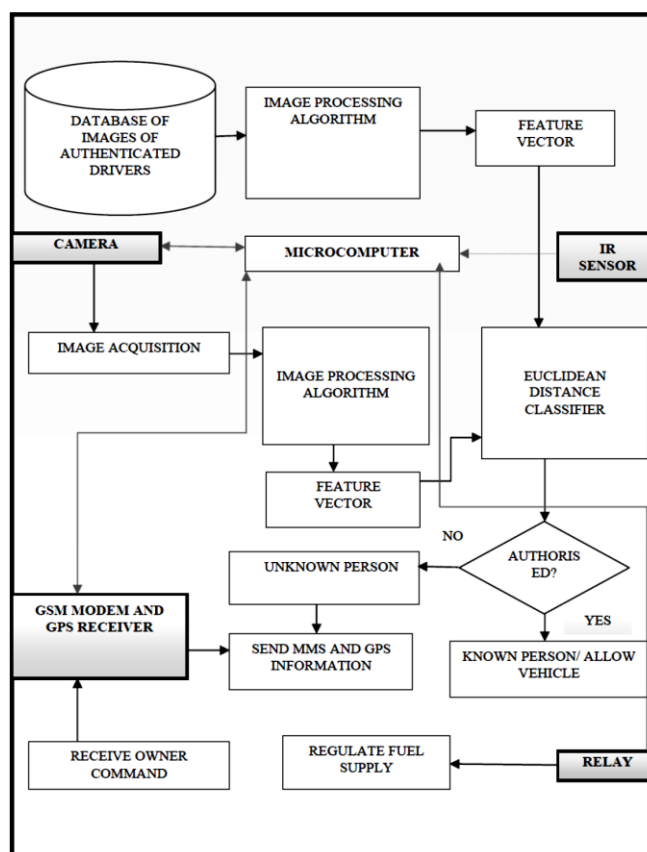 DATABASE OF
IMAGES OF
AUTHENTICATED
DRIVERS
IMAGE PROCESSING
ALGORITHM
FEATURE
VECTOR
CAMERA
MICROCOMPUTER
IR
SENSOR
IMAGE ACQUISITION
IMAGE PROCESSING
ALGORITHM
EUCLIDEAN
DISTANCE
CLASSIFIER
FEATURE
VECTOR
NO
AUTHORIS
ED?
UNKNOWN PERSON
YES
GSM MODEM AND
GPS RECEIVER
SEND MMS AND GPS
INFORMATION
KNOWN PERSON/ ALLOW
VEHICLE
RECEIVE OWNER
COMMAND
REGULATE FUEL
SUPPLY
RELAY